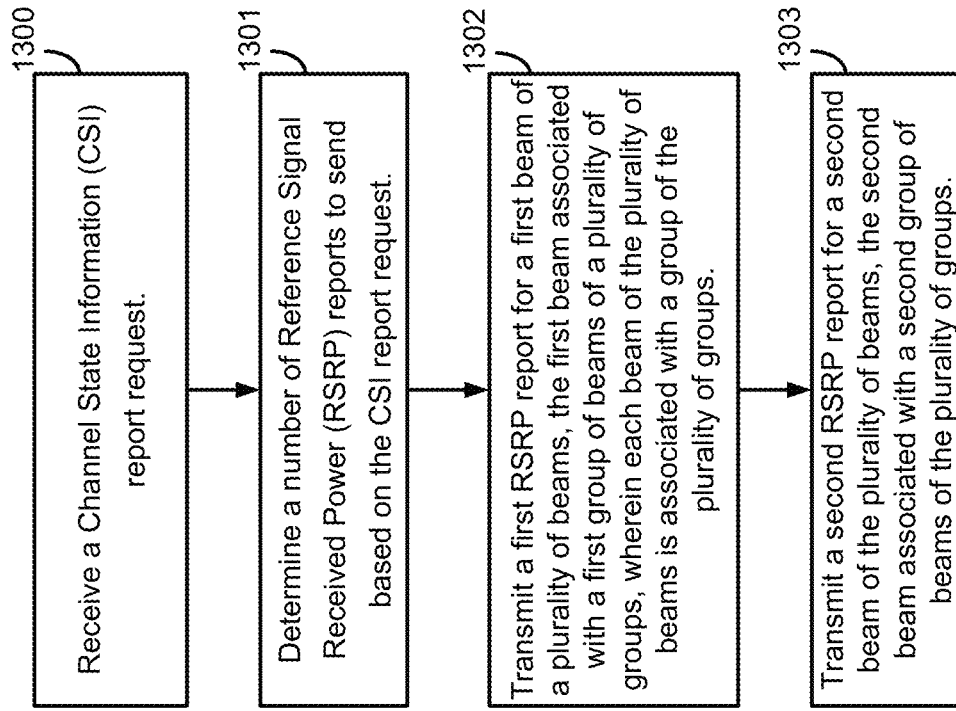 1300
Receive a Channel State Information (CSI)
report request.
1301
Determine a number of Reference Signal
Received Power (RSRP) reports to send
based on the CSI report request.
1302
Transmit a first RSRP report for a first beam of
a plurality of beams, the first beam associated
with a first group of beams of a plurality of
groups, wherein each beam of the plurality of
beams is associated with a group of the
plurality of groups.
1303
Transmit a second RSRP report for a second
beam of the plurality of beams, the second
beam associated with a second group of
beams of the plurality of groups.